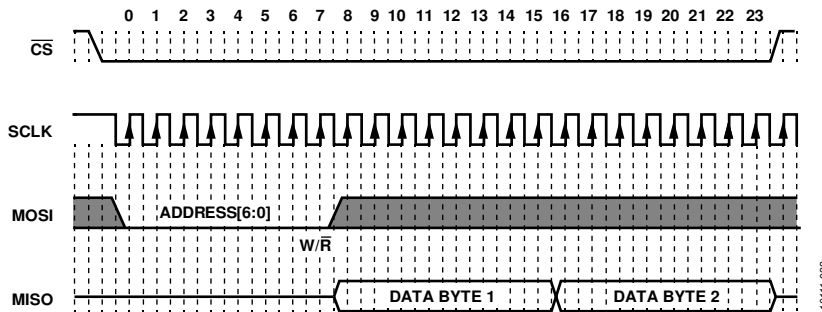 0 1 2 3 4 5 6 7 8 9 10 11 12 13 14 15 16 17 18 19 20 21 22 23
CS
SCLK
MOSI ADDRESS[6:0]
W/R
MISO DATA BYTE 1 DATA BYTE 2